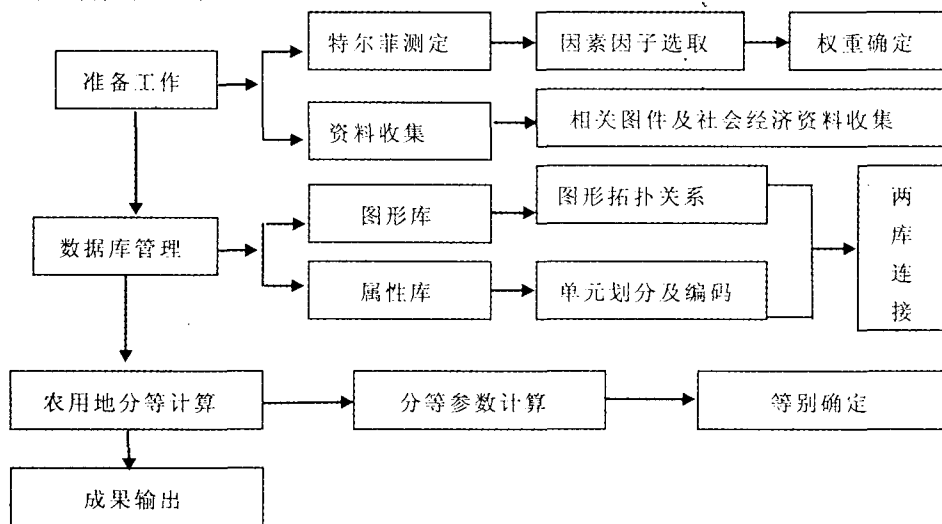 特尔菲测定
因素因子选取
权重确定
准备工作
资料收集
相关图件及社会经济资料收集
图形库
图形拓扑关系
两库连接
数据库管理
属性库
单元划分及编码
农用地分等计算
分等参数计算
等别确定
成果输出